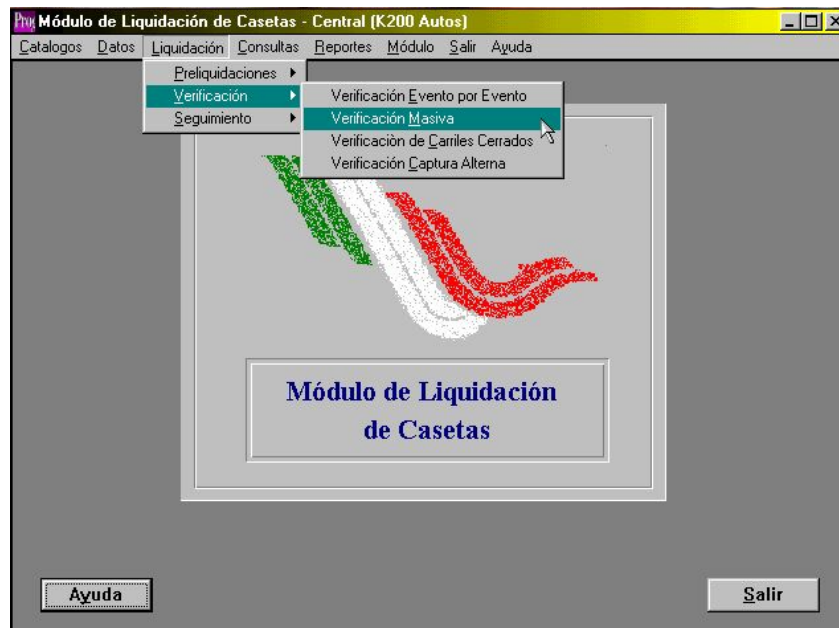 Módulo de Liquidación de Casetas - Central (K200 Autos)
Catalogos Datos Liquidación Consultas Reportes Módulo Salir Ayuda
Preliquidaciones
Verificación
Seguimiento
Verificación Evento por Evento
Verificación Masiva
Verificaciòn de Carriles Cerrados
Verificación Captura Alterna
Módulo de Liquidación
de Casetas
Ayuda
Salir